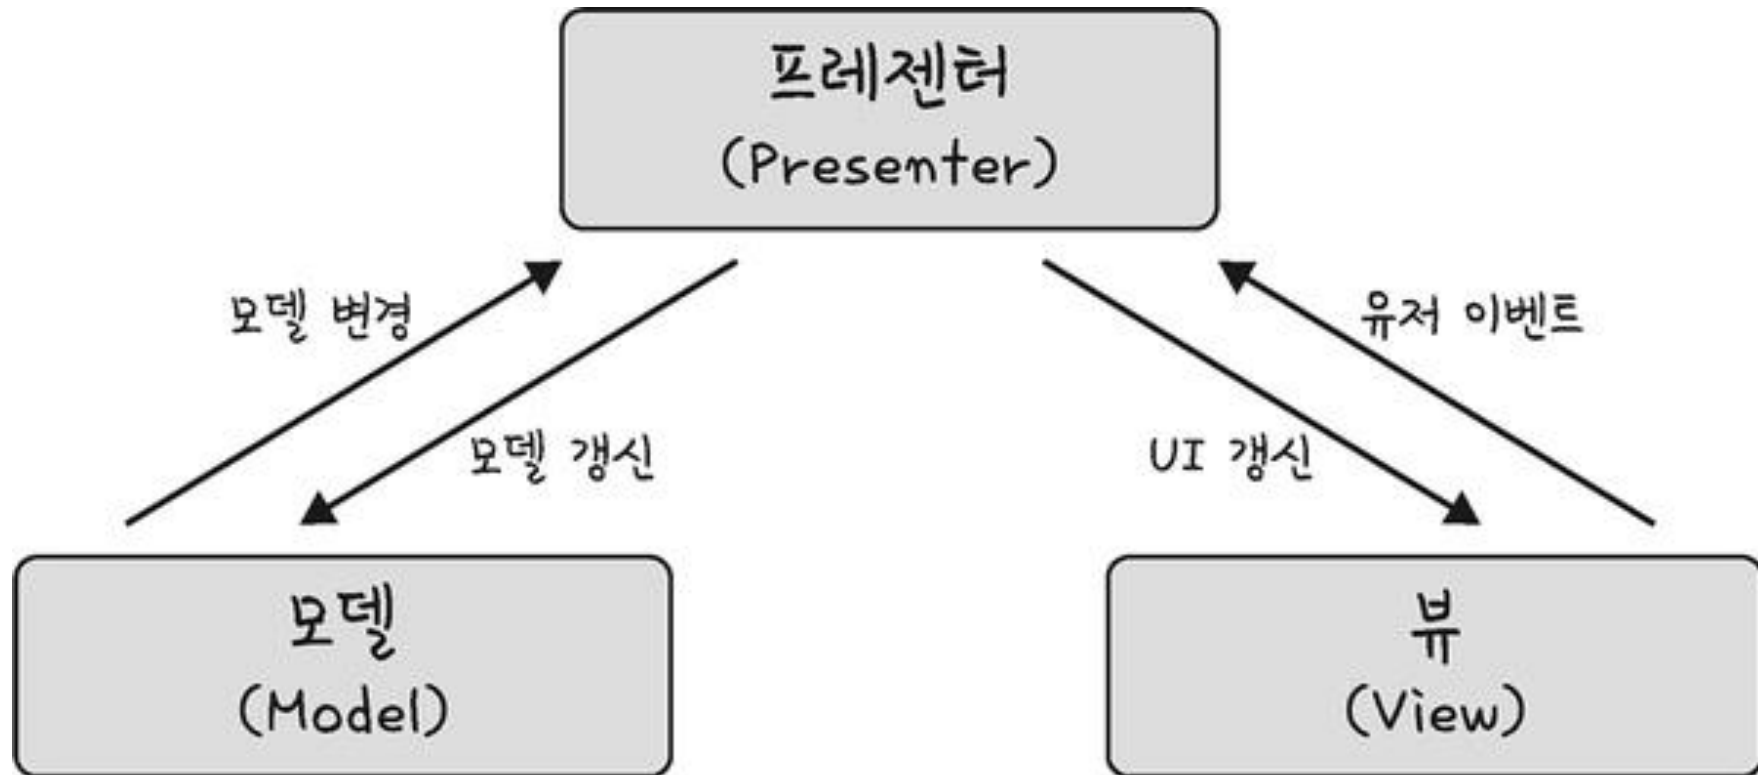 프레젠터
(Presenter)
모델 변경
유저 이벤트
모델 갱신
UI 갱신
모델
(Model)
뷰
(View)